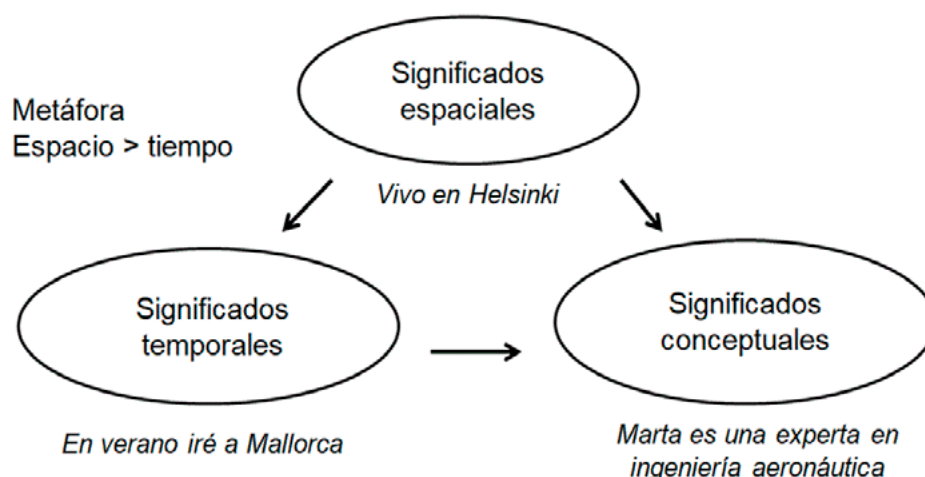 Significados
espaciales
Metáfora
Espacio > tiempo
Vivo en Helsinki
Significados
temporales
Significados
conceptuales
En verano iré a Mallorca
Marta es una experta en
ingeniería aeronáutica